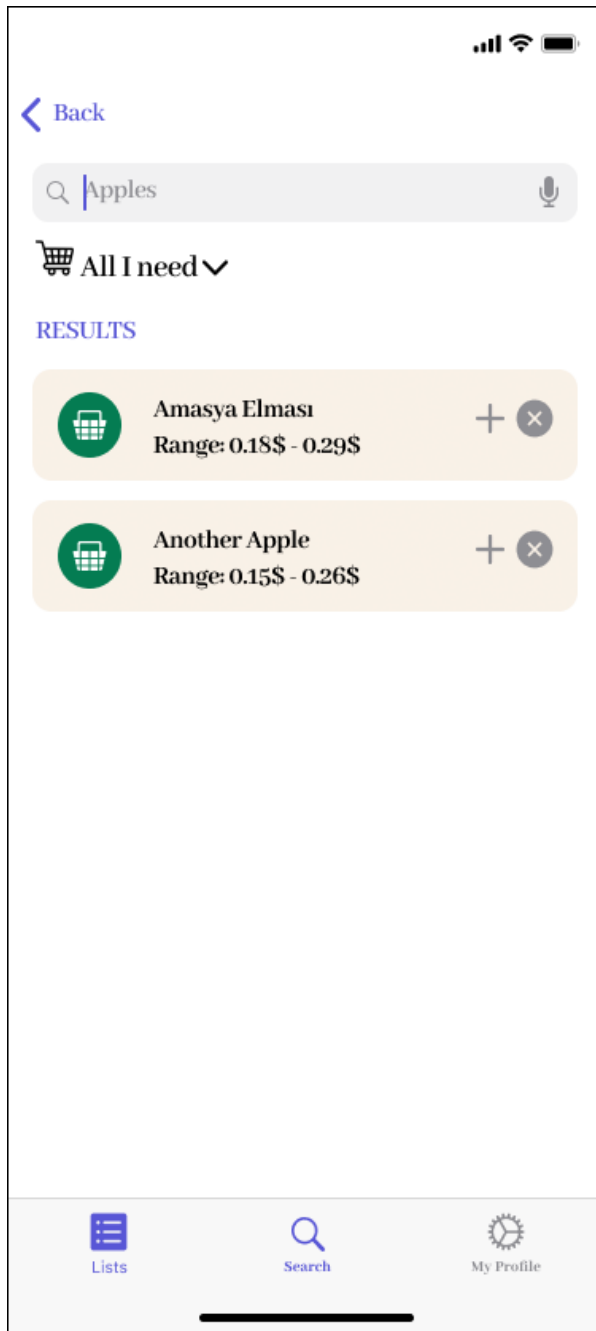 Back
Apples
All I need
RESULTS
Amasya Elması
Range: 0.18$ - 0.29$
Another Apple
Range: 0.15$ - 0.26$
Lists
Search
My Profile